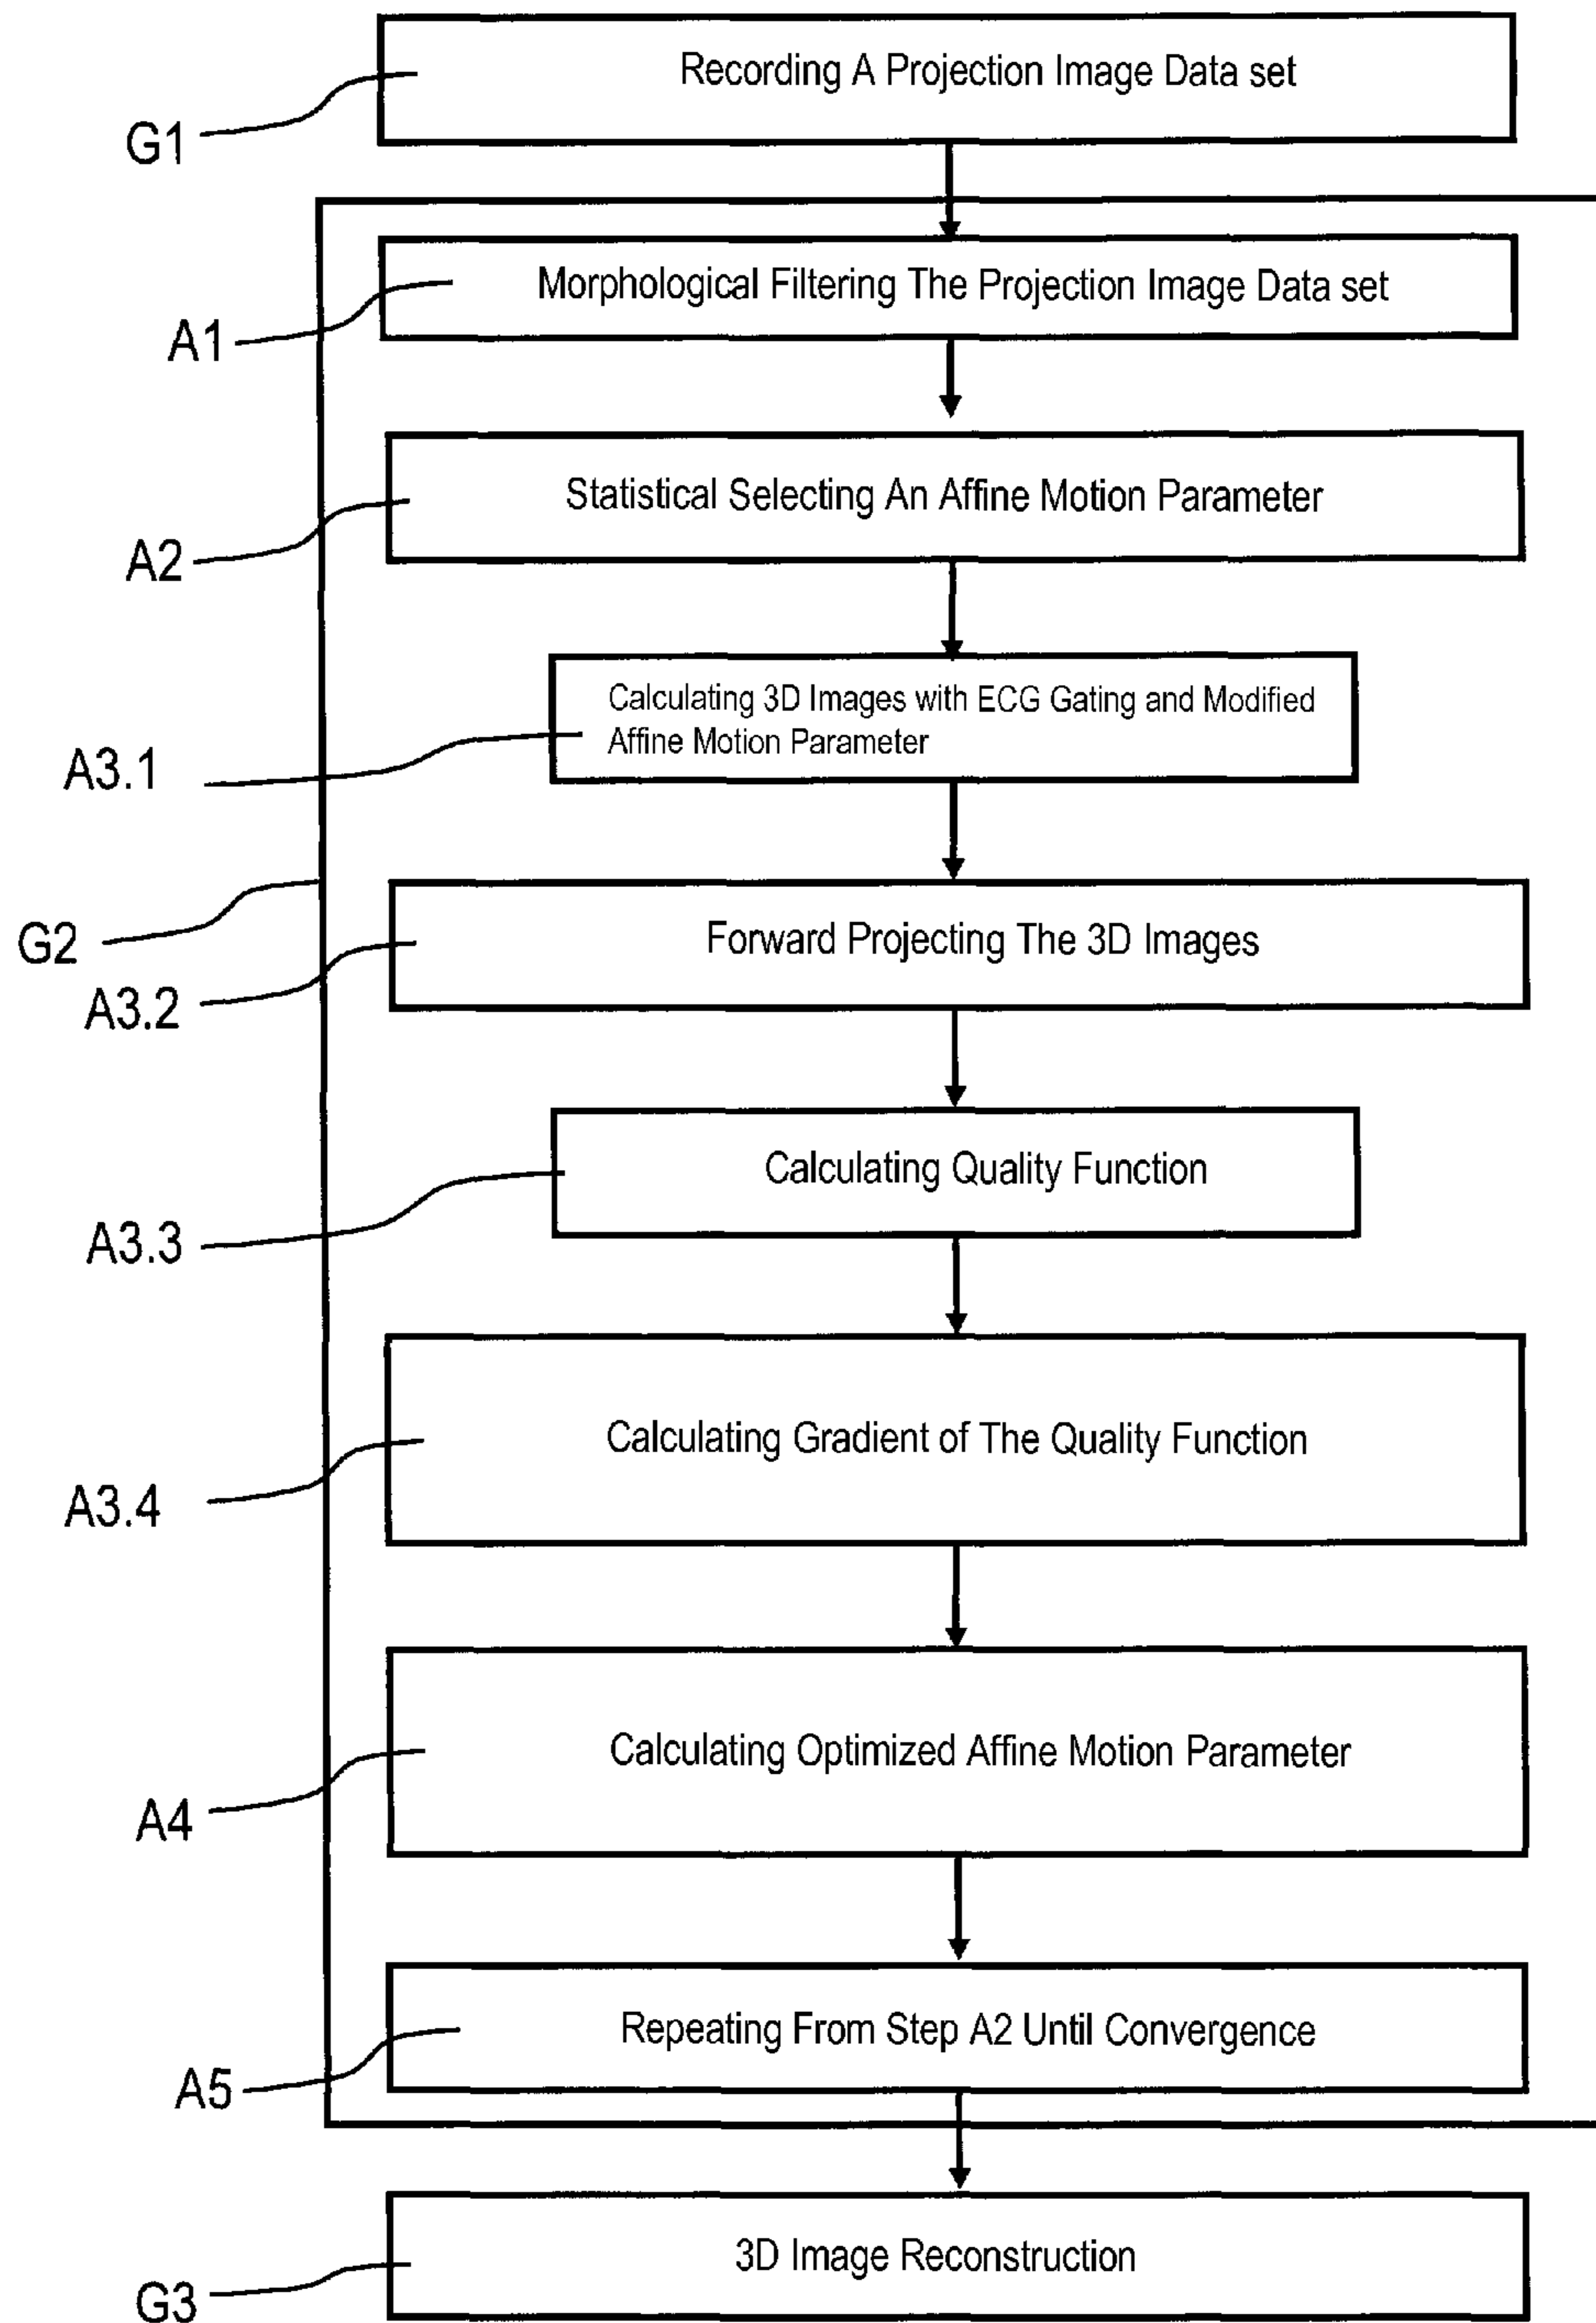 Recording A Projection Image Data set
G1
Morphological Filtering The Projection Image Data set
A1
Statistical Selecting An Affine Motion Parameter
A2
Calculating 3D Images with ECG Gating and Modified
Affine Motion Parameter
A3.1
Forward Projecting The 3D Images
G2
A3.2
Calculating Quality Function
A3.3
Calculating Gradient of The Quality Function
A3.4
Calculating Optimized Affine Motion Parameter
A4
Repeating From Step A2 Until Convergence
A5
3D Image Reconstruction
G3